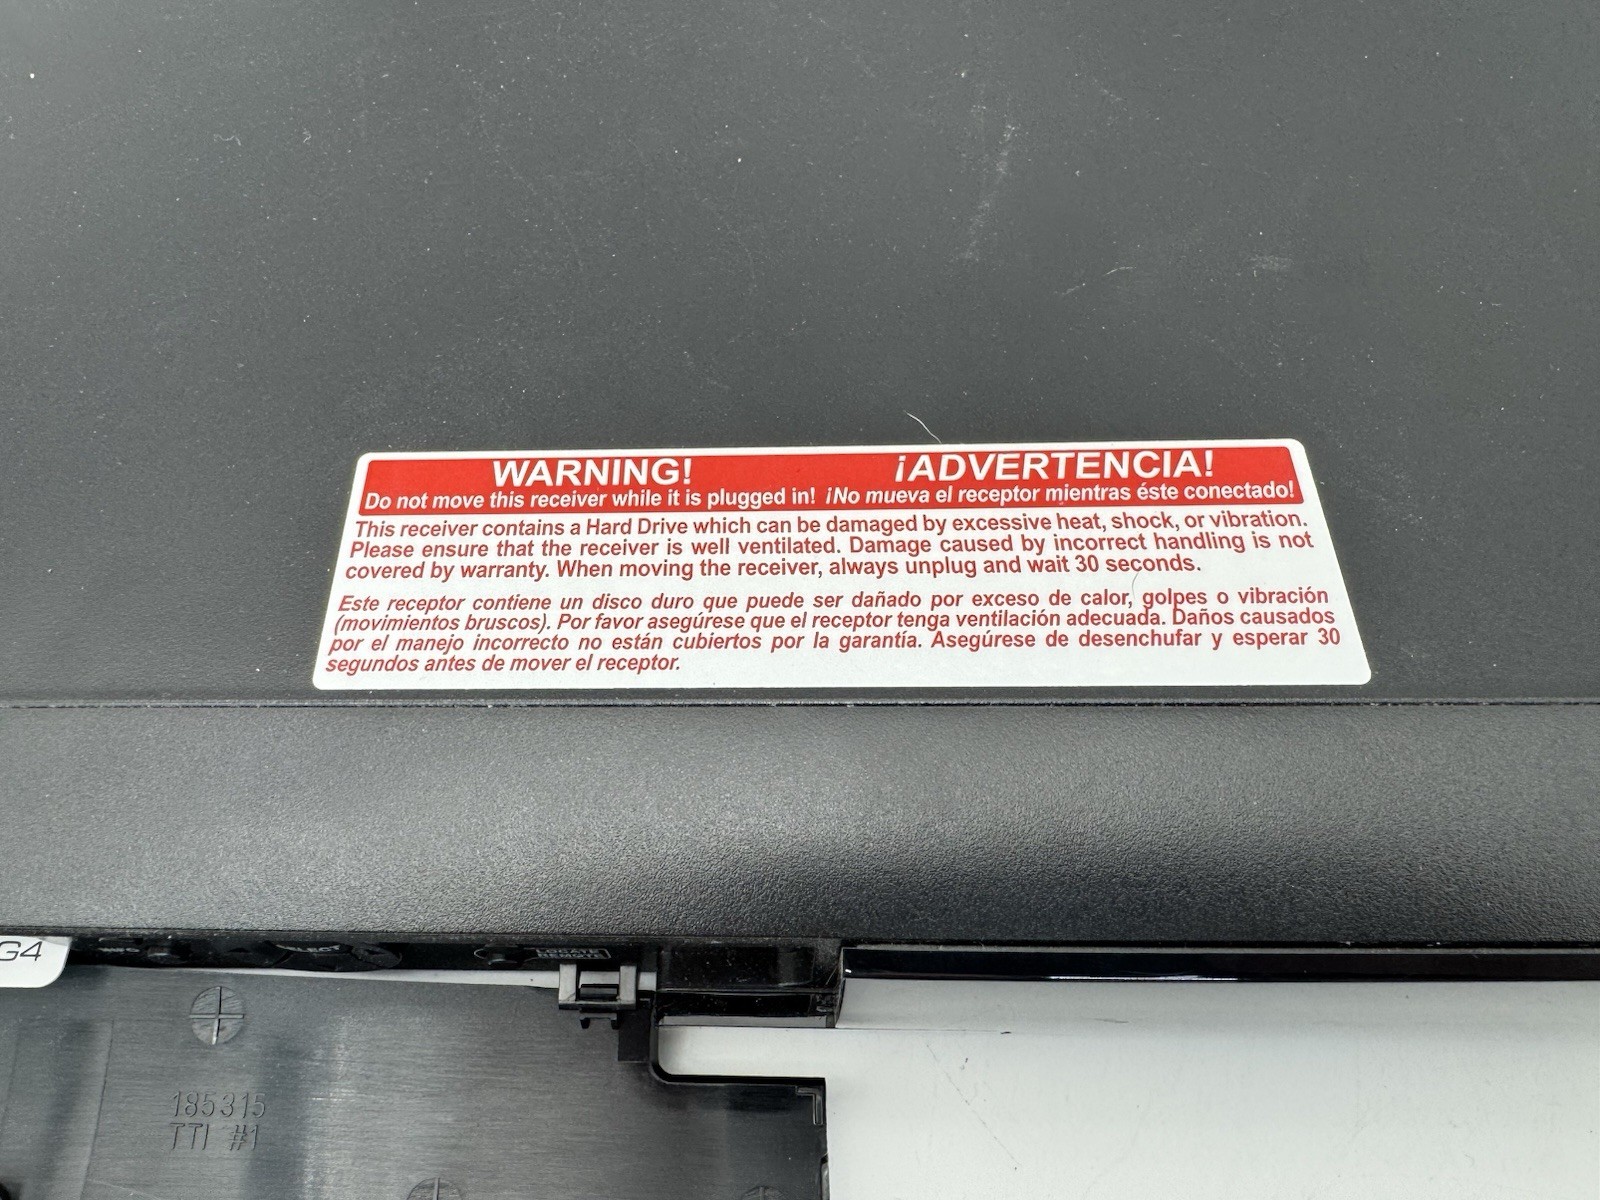 WARNING! ¡ADVERTENCIA!
Do not move this receiver while it is plugged in! ¡No mueva el receptor mientras éste conectado!
This receiver contains a Hard Drive which can be damaged by excessive heat, shock, or vibration.
Please ensure that the receiver is well ventilated. Damage caused by incorrect handling is not
covered by warranty. When moving the receiver, always unplug and wait 30 seconds.
Este receptor contiene un disco duro que puede ser dañado por exceso de calor, golpes o vibración
(movimientos bruscos). Por favor asegúrese que el receptor tenga ventilación adecuada. Daños causados
por el manejo incorrecto no están cubiertos por la garantía. Asegúrese de desenchufar y esperar 30
segundos antes de mover el receptor.
G4
SELECT
LOCATE
REMOTE
185315
TTI #1